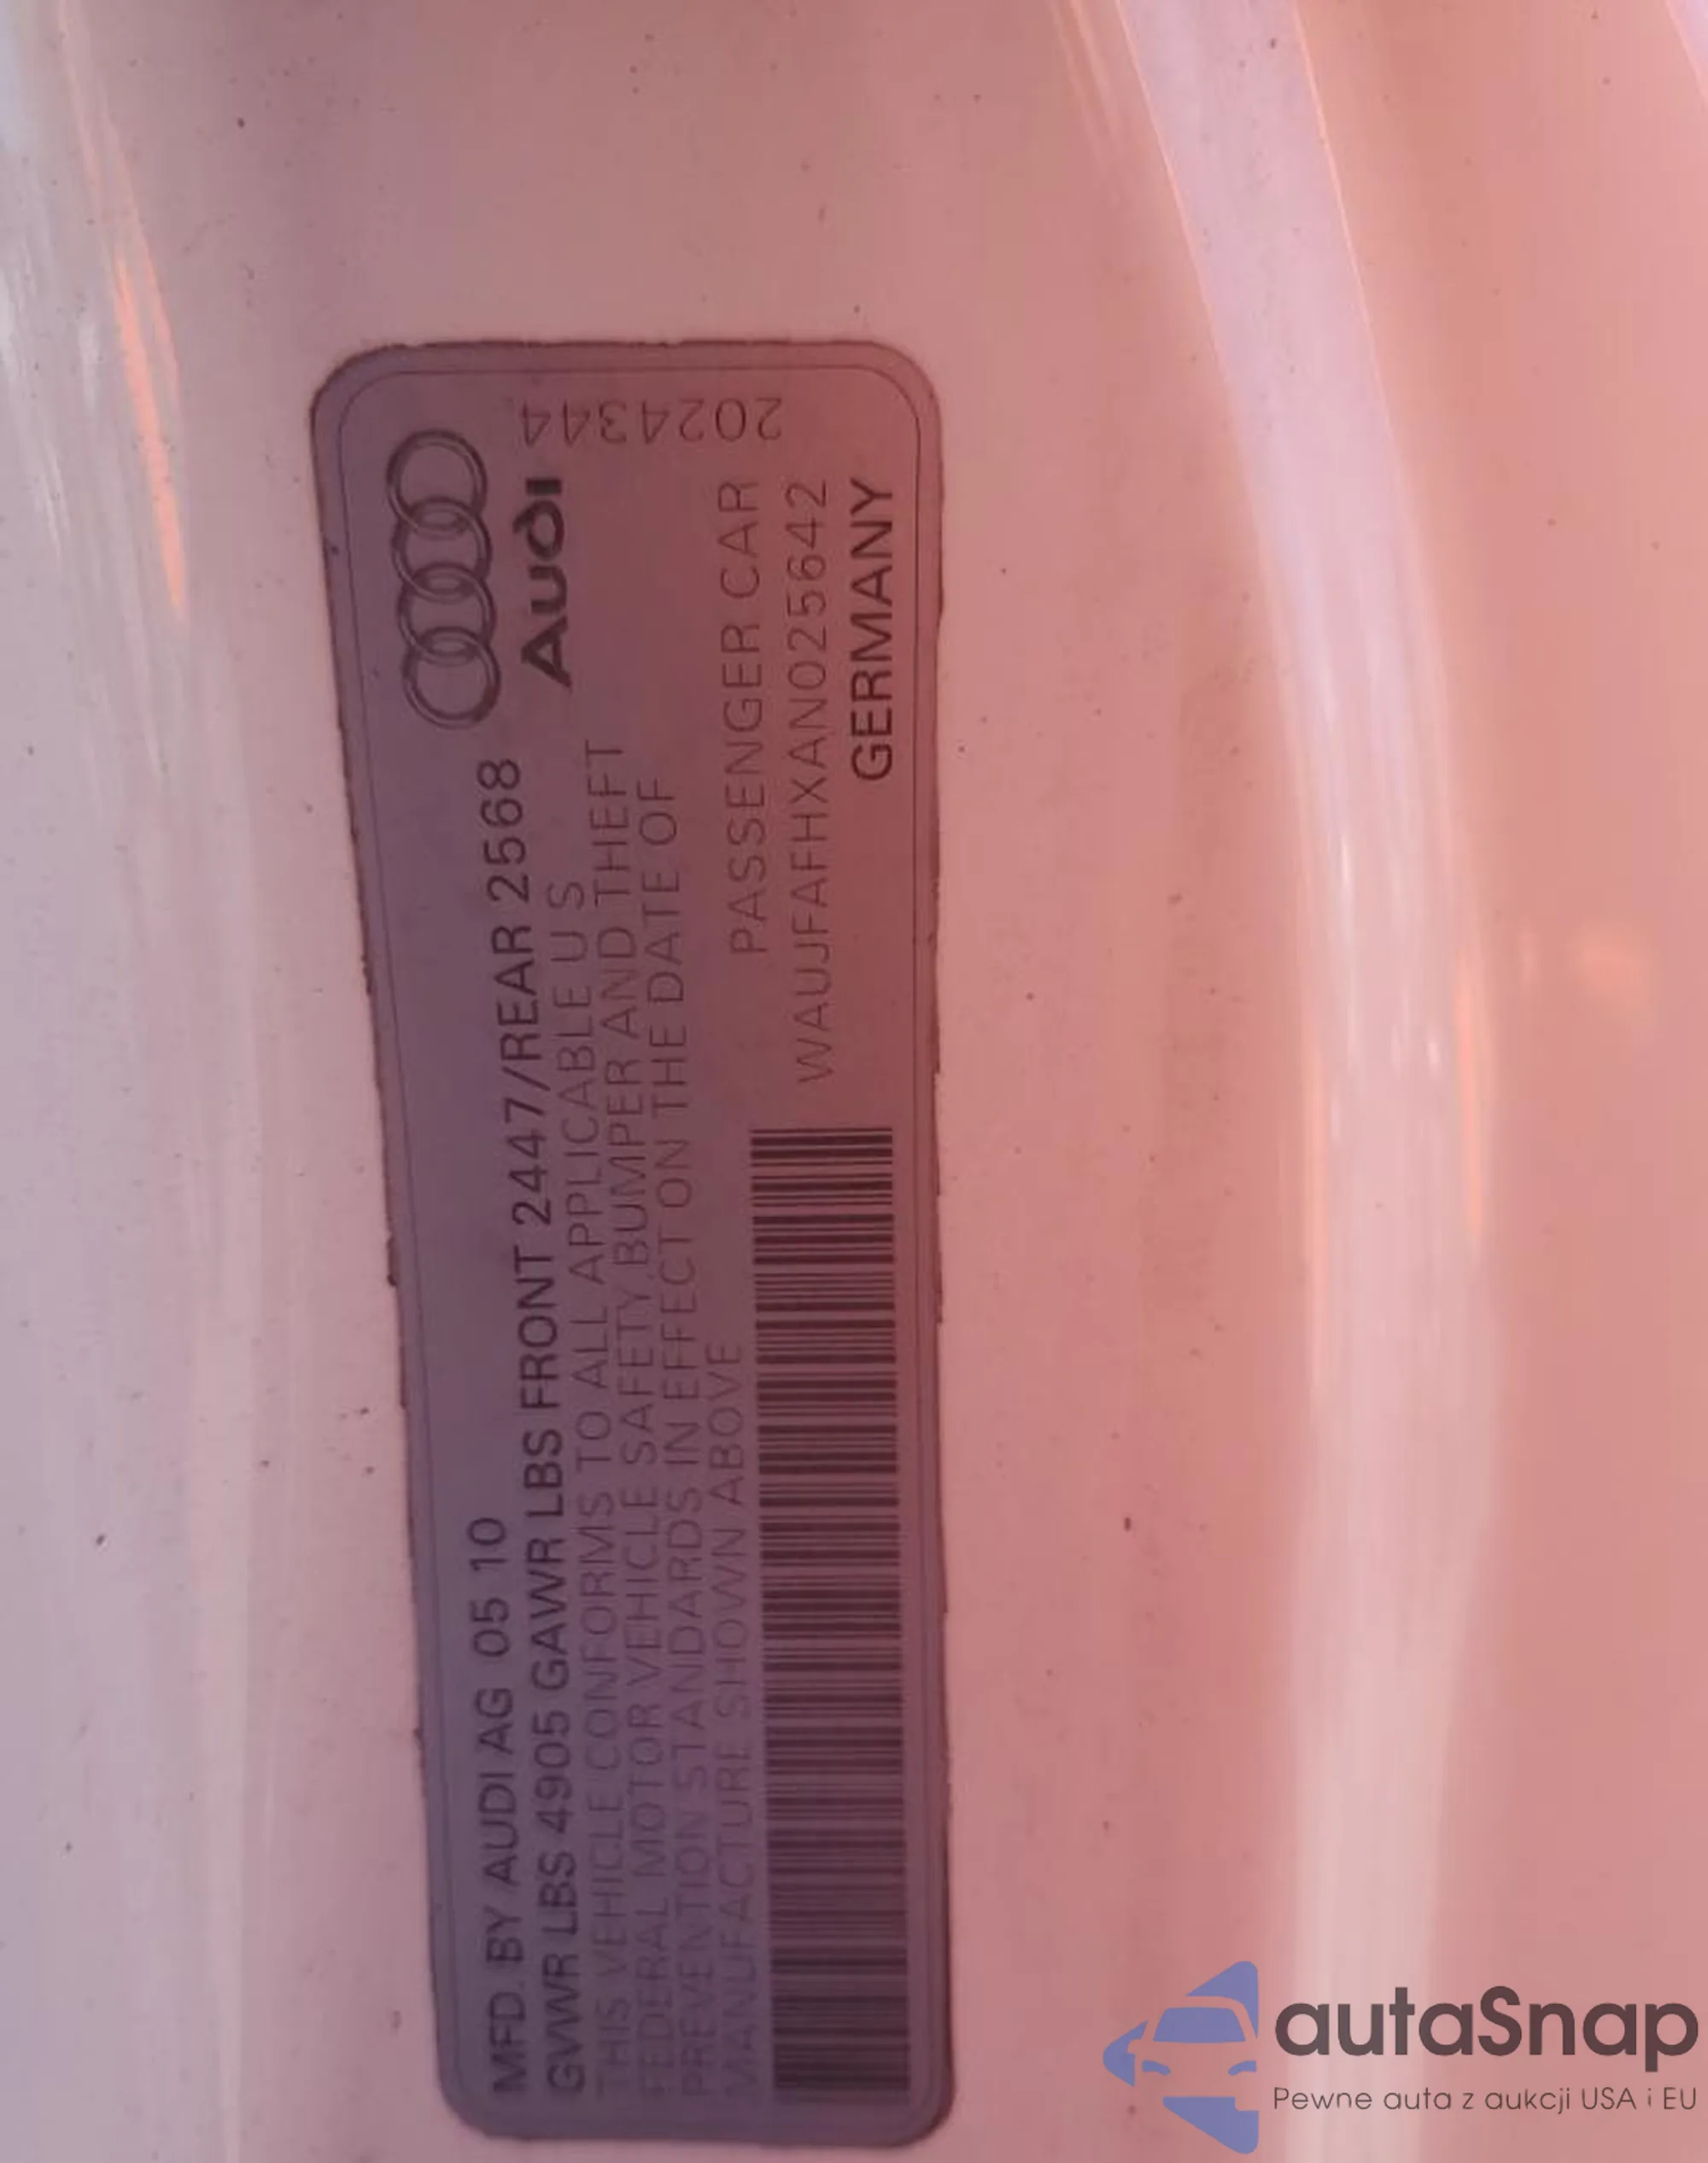 MFD. BY AUDI AG 05 10
GVWR LBS 4905 GAWR LBS FRONT 2447/REAR 2568
THIS VEHICLE CONFORMS TO ALL APPLICABLE U S
FEDERAL MOTOR VEHICLE SAFETY, BUMPER AND THEFT
PREVENTION STANDARDS IN EFFECT ON THE DATE OF
MANUFACTURE SHOWN ABOVE
Audi
2024344
PASSENGER CAR
WAUJFAFHXAN025642
GERMANY
autaSnap
Pewne auta z aukcji USA i EU